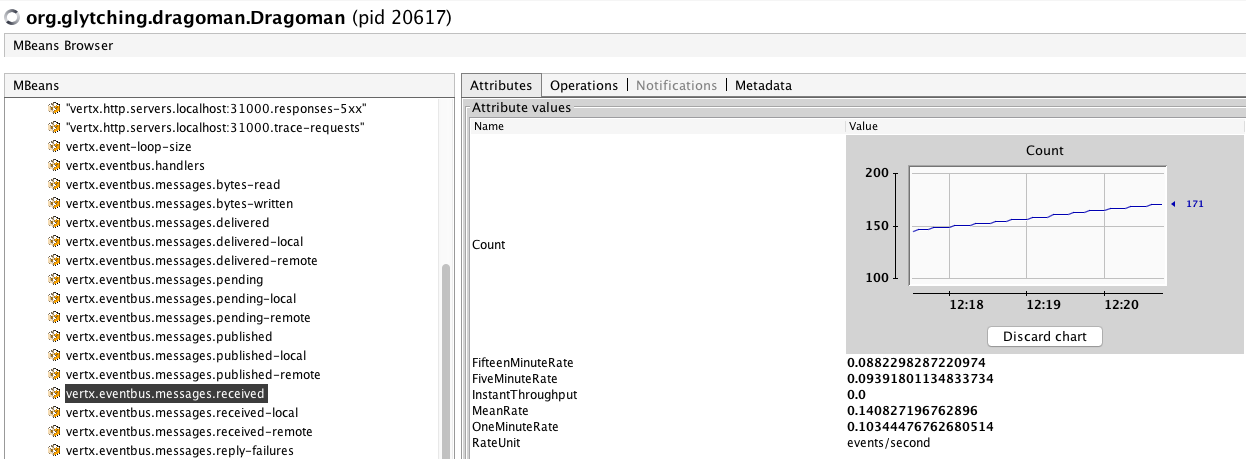 org.glytching.dragoman.Dragoman (pid 20617)
MBeans Browser
MBeans
"vertx.http.servers.localhost:31000.responses-5xx"
"vertx.http.servers.localhost:31000.trace-requests"
vertx.event-loop-size
vertx.eventbus.handlers
vertx.eventbus.messages.bytes-read
vertx.eventbus.messages.bytes-written
vertx.eventbus.messages.delivered
vertx.eventbus.messages.delivered-local
vertx.eventbus.messages.delivered-remote
vertx.eventbus.messages.pending
vertx.eventbus.messages.pending-local
vertx.eventbus.messages.pending-remote
vertx.eventbus.messages.published
vertx.eventbus.messages.published-local
vertx.eventbus.messages.published-remote
vertx.eventbus.messages.received
vertx.eventbus.messages.received-local
vertx.eventbus.messages.received-remote
vertx.eventbus.messages.reply-failures
Attributes Operations Notifications Metadata
Attribute values
Name Value
Count
200
150
100
171
12:18 12:19 12:20
Discard chart
Count
FifteenMinuteRate 0.0882298287220974
FiveMinuteRate 0.09391801134833734
InstantThroughput 0.0
MeanRate 0.140827196762896
OneMinuteRate 0.10344476762680514
RateUnit events/second